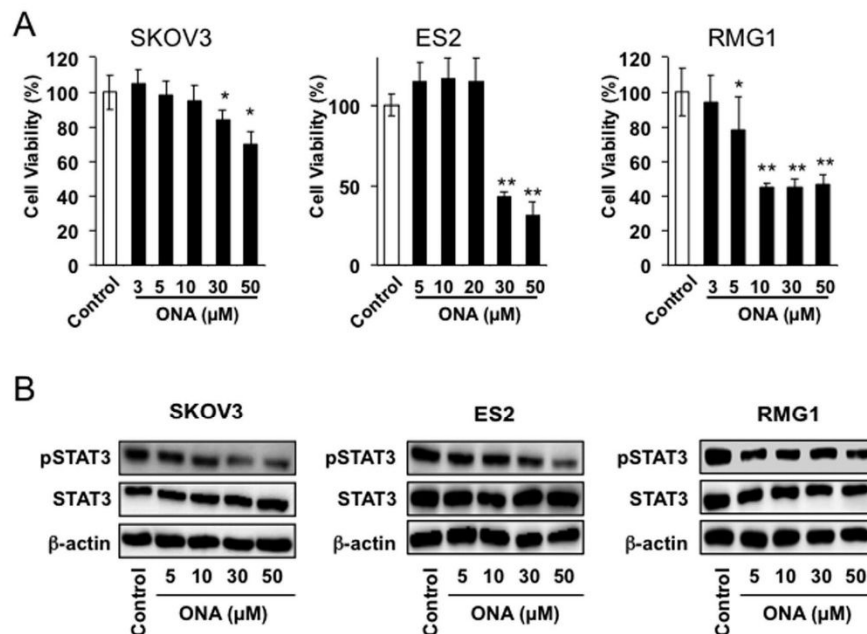 A
SKOV3
ES2
RMG1
Cell Viability (%)
120
100
80
60
40
20
0
* *
Control
3 5 10 30 50
ONA (µM)
Cell Viability (%)
100
50
0
** **
Control
5 10 20 30 50
ONA (µM)
Cell Viability (%)
120
100
80
60
40
20
0
* ** ** **
Control
3 5 10 30 50
ONA (µM)
B
SKOV3
pSTAT3
STAT3
β-actin
Control
5 10 30 50
ONA (µM)
ES2
pSTAT3
STAT3
β-actin
Control
5 10 30 50
ONA (µM)
RMG1
pSTAT3
STAT3
β-actin
Control
5 10 30 50
ONA (µM)